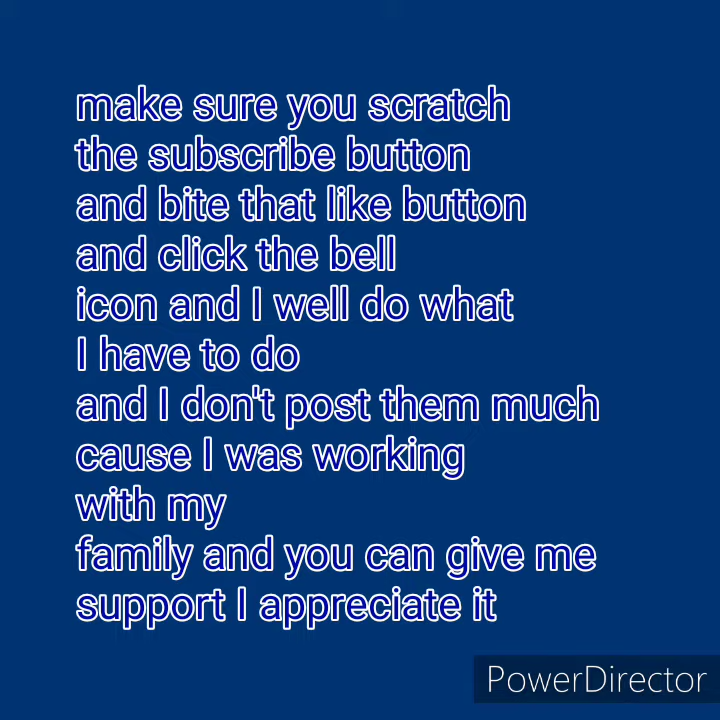 make sure you scratch
the subscribe button
and bite that like button
and click the bell
icon and I well do what
I have to do
and I don't post them much
cause I was working
with my
family and you can give me
support I appreciate it
PowerDirector